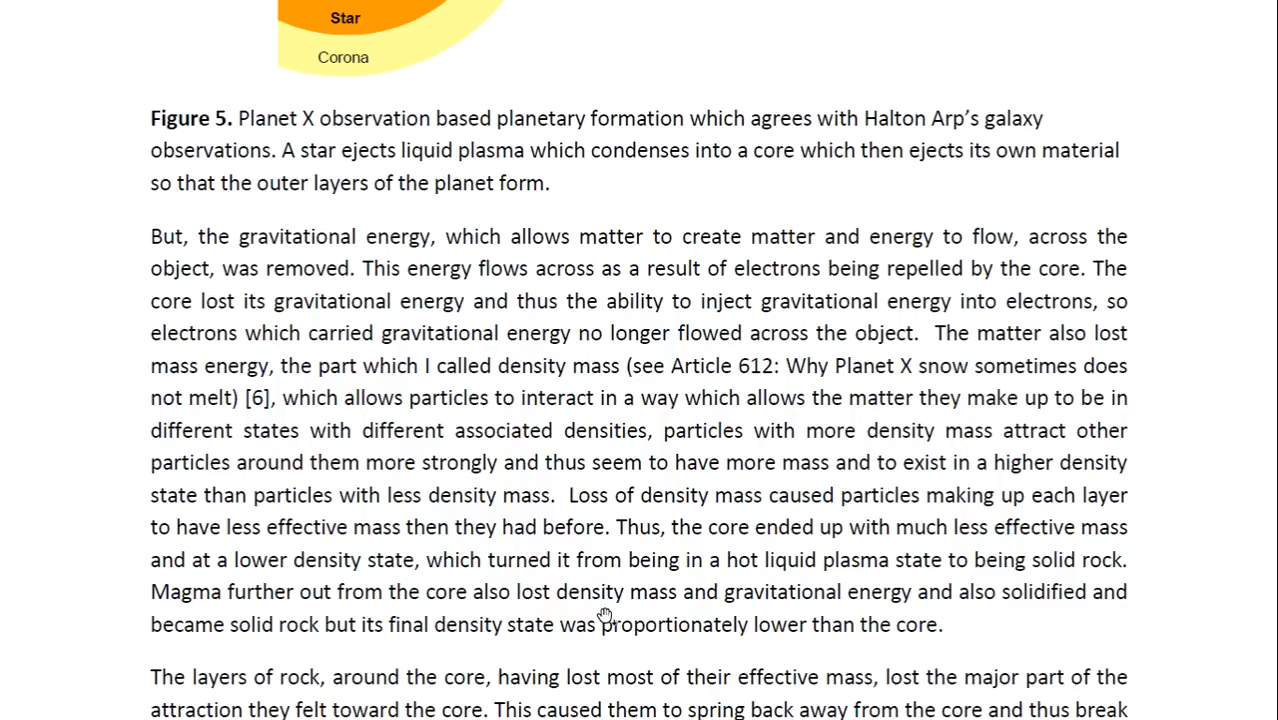 Star
Corona
Figure 5. Planet X observation based planetary formation which agrees with Halton Arp’s galaxy
observations. A star ejects liquid plasma which condenses into a core which then ejects its own material
so that the outer layers of the planet form.
But, the gravitational energy, which allows matter to create matter and energy to flow, across the
object, was removed. This energy flows across as a result of electrons being repelled by the core. The
core lost its gravitational energy and thus the ability to inject gravitational energy into electrons, so
electrons which carried gravitational energy no longer flowed across the object.  The matter also lost
mass energy, the part which I called density mass (see Article 612: Why Planet X snow sometimes does
not melt) [6], which allows particles to interact in a way which allows the matter they make up to be in
different states with different associated densities, particles with more density mass attract other
particles around them more strongly and thus seem to have more mass and to exist in a higher density
state than particles with less density mass.  Loss of density mass caused particles making up each layer
to have less effective mass then they had before. Thus, the core ended up with much less effective mass
and at a lower density state, which turned it from being in a hot liquid plasma state to being solid rock.
Magma further out from the core also lost density mass and gravitational energy and also solidified and
became solid rock but its final density state was proportionately lower than the core.
The layers of rock, around the core, having lost most of their effective mass, lost the major part of the
attraction they felt toward the core. This caused them to spring back away from the core and thus break